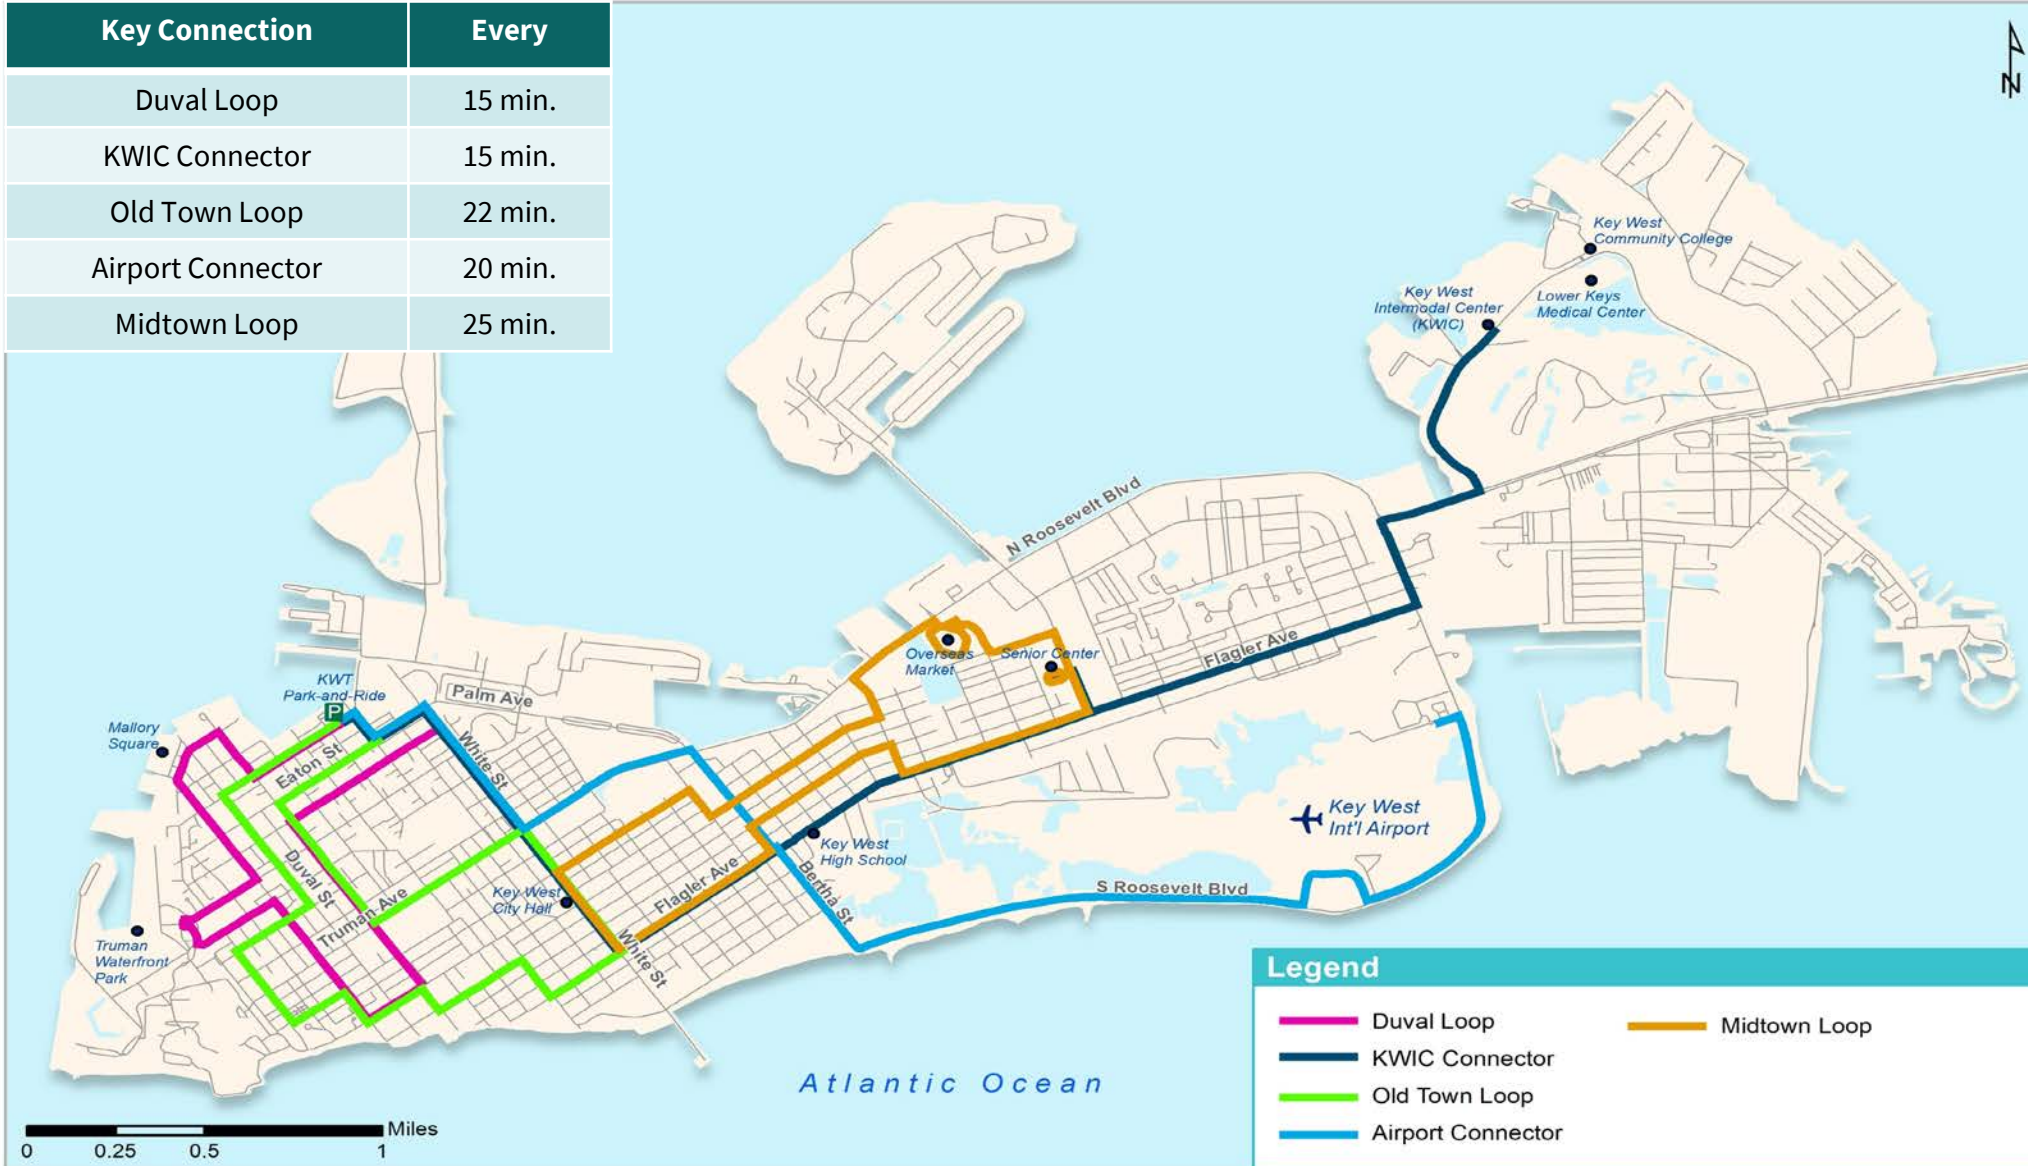 Key Connection Every
Duval Loop 15 min.
KWIC Connector 15 min.
Old Town Loop 22 min.
Airport Connector 20 min.
Midtown Loop 25 min.
N
Key West
Community College
Lower Keys
Medical Center
Key West
Intermodal Center
(KWIC)
N Roosevelt Blvd
Overseas
Market
Senior Center
Flagler Ave
KWT
Park-and-Ride
P
Palm Ave
Mallory
Square
Eaton St
White St
Duval St
Truman Ave
Key West
City Hall
Flagler Ave
White St
Key West
High School
Bertha St
Key West
Int'l Airport
S Roosevelt Blvd
Truman
Waterfront
Park
Atlantic Ocean
Legend
Duval Loop
KWIC Connector
Old Town Loop
Airport Connector
Midtown Loop
Miles
0 0.25 0.5 1